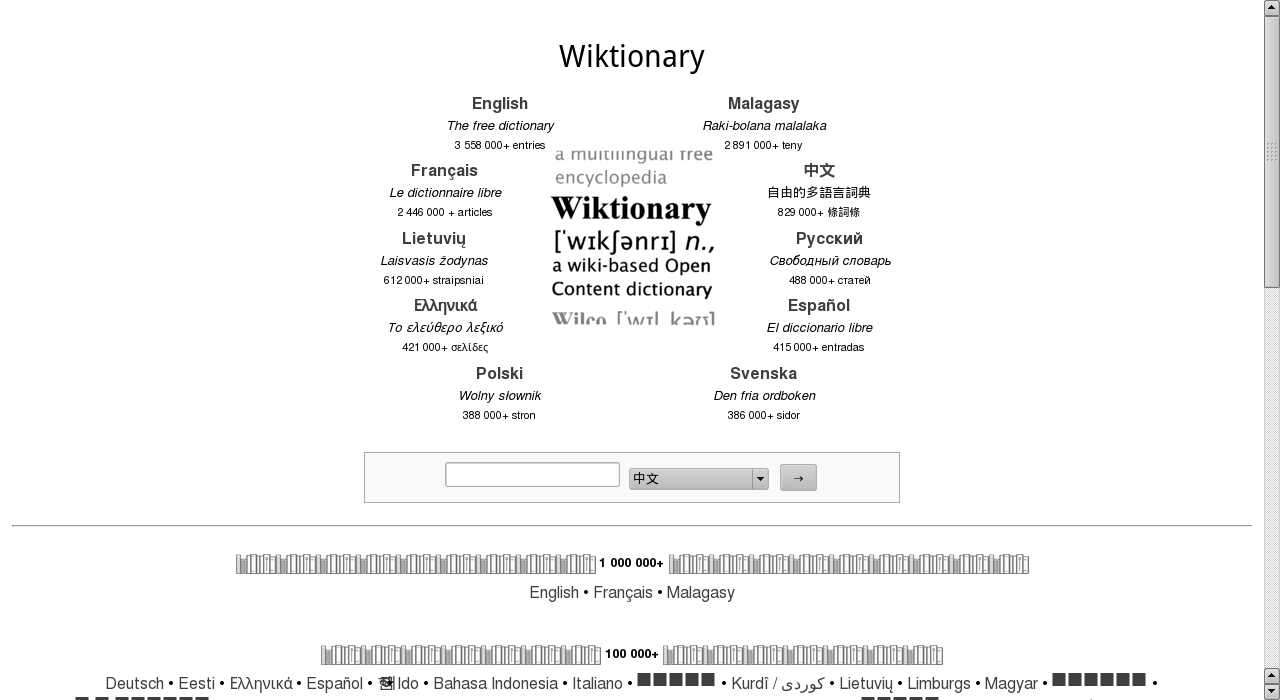 Wiktionary
English
The free dictionary
3 558 000+ entries
Malagasy
Raki-bolana malalaka
2 891 000+ teny
Français
Le dictionnaire libre
2 446 000 + articles
中文
自由的多語言詞典
829 000+ 條詞條
Lietuvių
Laisvasis žodynas
612 000+ straipsniai
Русский
Свободный словарь
488 000+ статей
Ελληνικά
Το ελεύθερο λεξικό
421 000+ σελίδες
Español
El diccionario libre
415 000+ entradas
Polski
Wolny słownik
388 000+ stron
Svenska
Den fria ordboken
386 000+ sidor
a multilingual free
encyclopedia
Wiktionary
[ˈwɪkʃənrɪ] n.,
a wiki-based Open
Content dictionary
Wilco [ˈwɪl kəʊ]
中文 →
1 000 000+
English • Français • Malagasy
100 000+
Deutsch • Eesti • Ελληνικά • Español • Ido • Bahasa Indonesia • Italiano • • Kurdî / كوردی • Lietuvių • Limburgs • Magyar • •